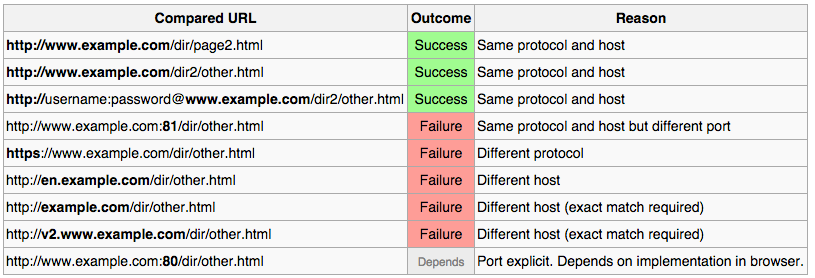 Compared URL Outcome Reason
http://www.example.com/dir/page2.html Success Same protocol and host
http://www.example.com/dir2/other.html Success Same protocol and host
http://username:password@www.example.com/dir2/other.html Success Same protocol and host
http://www.example.com:81/dir/other.html Failure Same protocol and host but different port
https://www.example.com/dir/other.html Failure Different protocol
http://en.example.com/dir/other.html Failure Different host
http://example.com/dir/other.html Failure Different host (exact match required)
http://v2.www.example.com/dir/other.html Failure Different host (exact match required)
http://www.example.com:80/dir/other.html Depends Port explicit. Depends on implementation in browser.